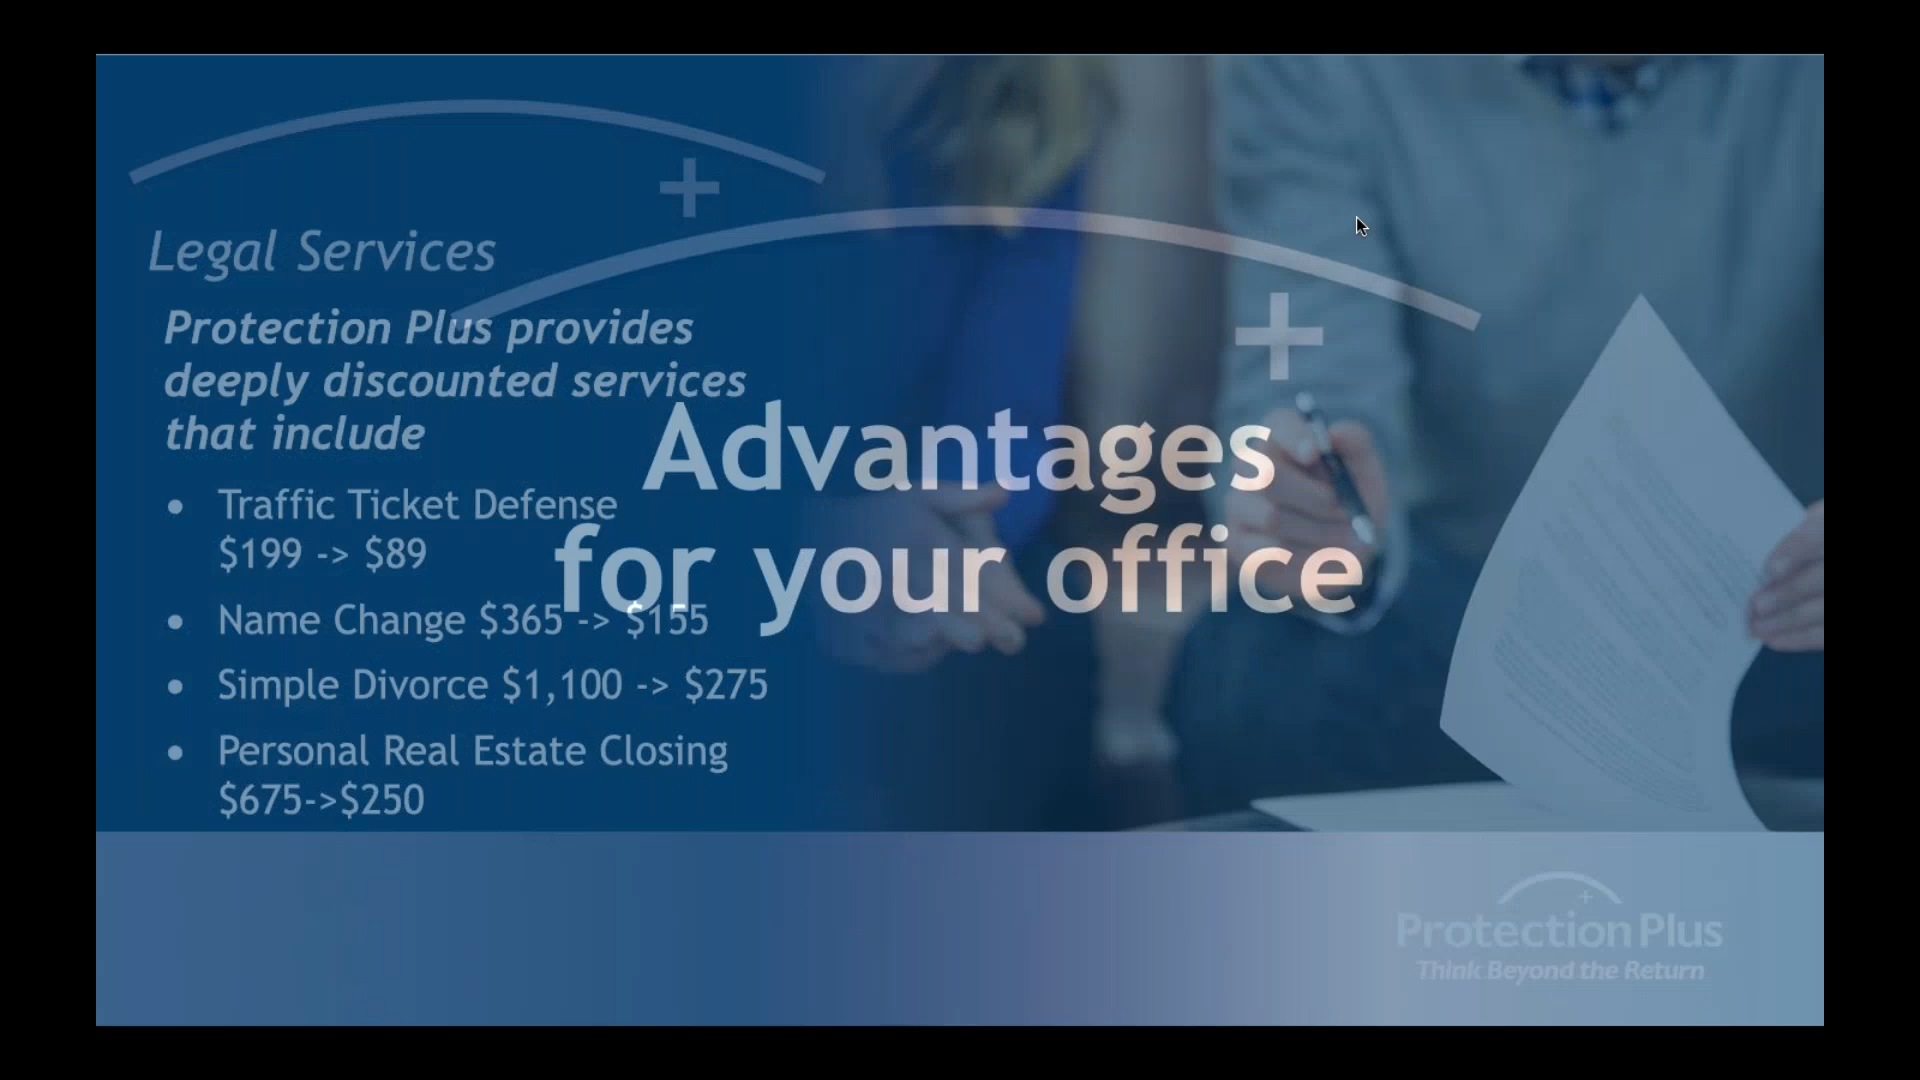 Legal Services
Protection Plus provides
deeply discounted services
that include
• Traffic Ticket Defense
$199 -> $89
• Name Change $365 -> $155
• Simple Divorce $1,100 -> $275
• Personal Real Estate Closing
$675->$250
Advantages
for your office
Protection Plus
Think Beyond the Return